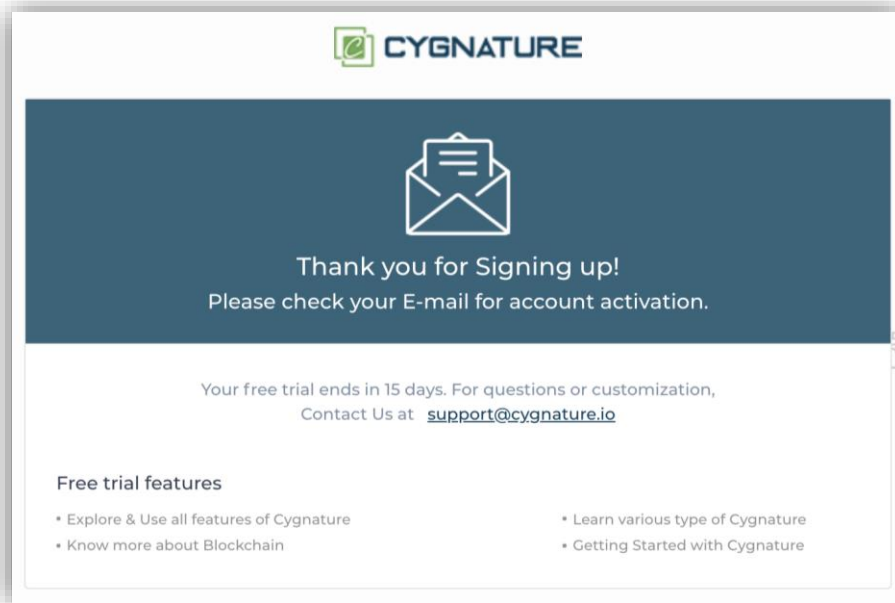 CYGNATURE
Thank you for Signing up!
Please check your E-mail for account activation.
Your free trial ends in 15 days. For questions or customization,
Contact Us at support@cygnature.io
Free trial features
• Explore & Use all features of Cygnature
• Know more about Blockchain
• Learn various type of Cygnature
• Getting Started with Cygnature